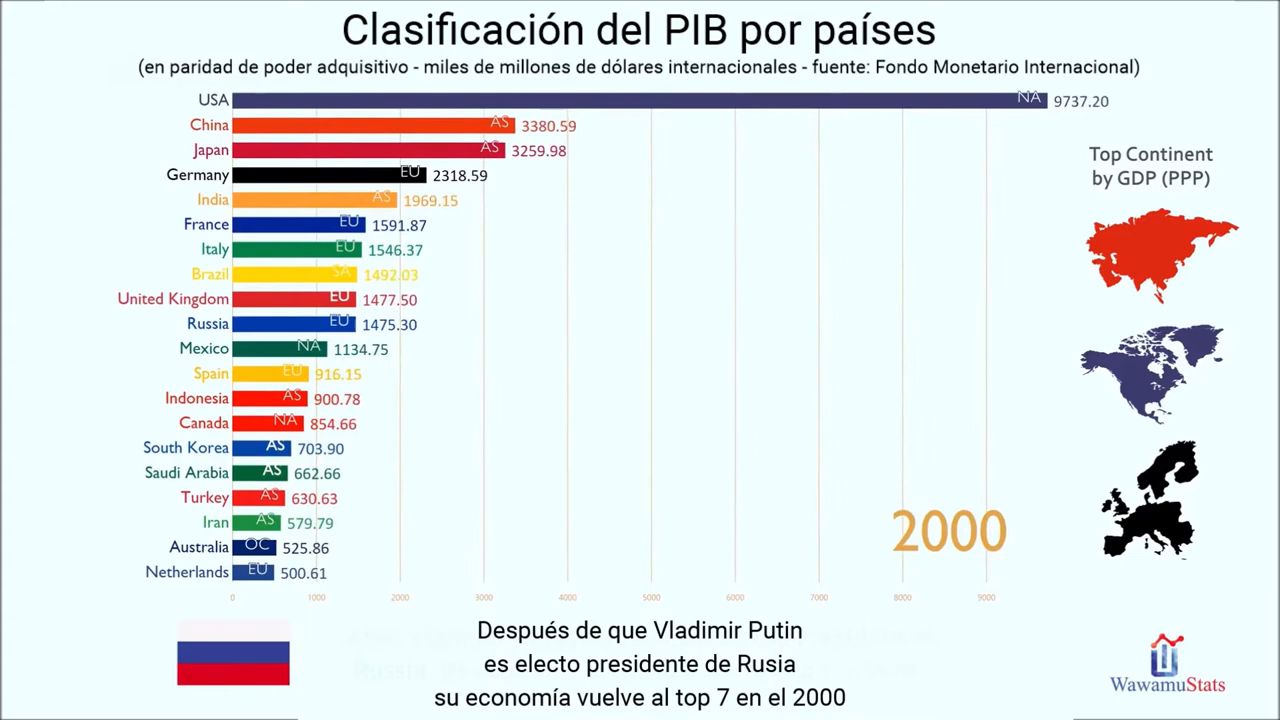 Clasificación del PIB por países
(en paridad de poder adquisitivo - miles de millones de dólares internacionales - fuente: Fondo Monetario Internacional)
USA NA 9737.20
China AS 3380.59
Japan AS 3259.98
Germany EU 2318.59
India AS 1969.15
France EU 1591.87
Italy EU 1546.37
Brazil SA 1492.03
United Kingdom EU 1477.50
Russia EU 1475.30
Mexico NA 1134.75
Spain EU 916.15
Indonesia AS 900.78
Canada NA 854.66
South Korea AS 703.90
Saudi Arabia AS 662.66
Turkey AS 630.63
Iran AS 579.79
Australia OC 525.86
Netherlands EU 500.61
0 1000 2000 3000 4000 5000 6000 7000 8000 9000
Top Continent
by GDP (PPP)
2000
Después de que Vladimir Putin
es electo presidente de Rusia
su economía vuelve al top 7 en el 2000
WawamuStats